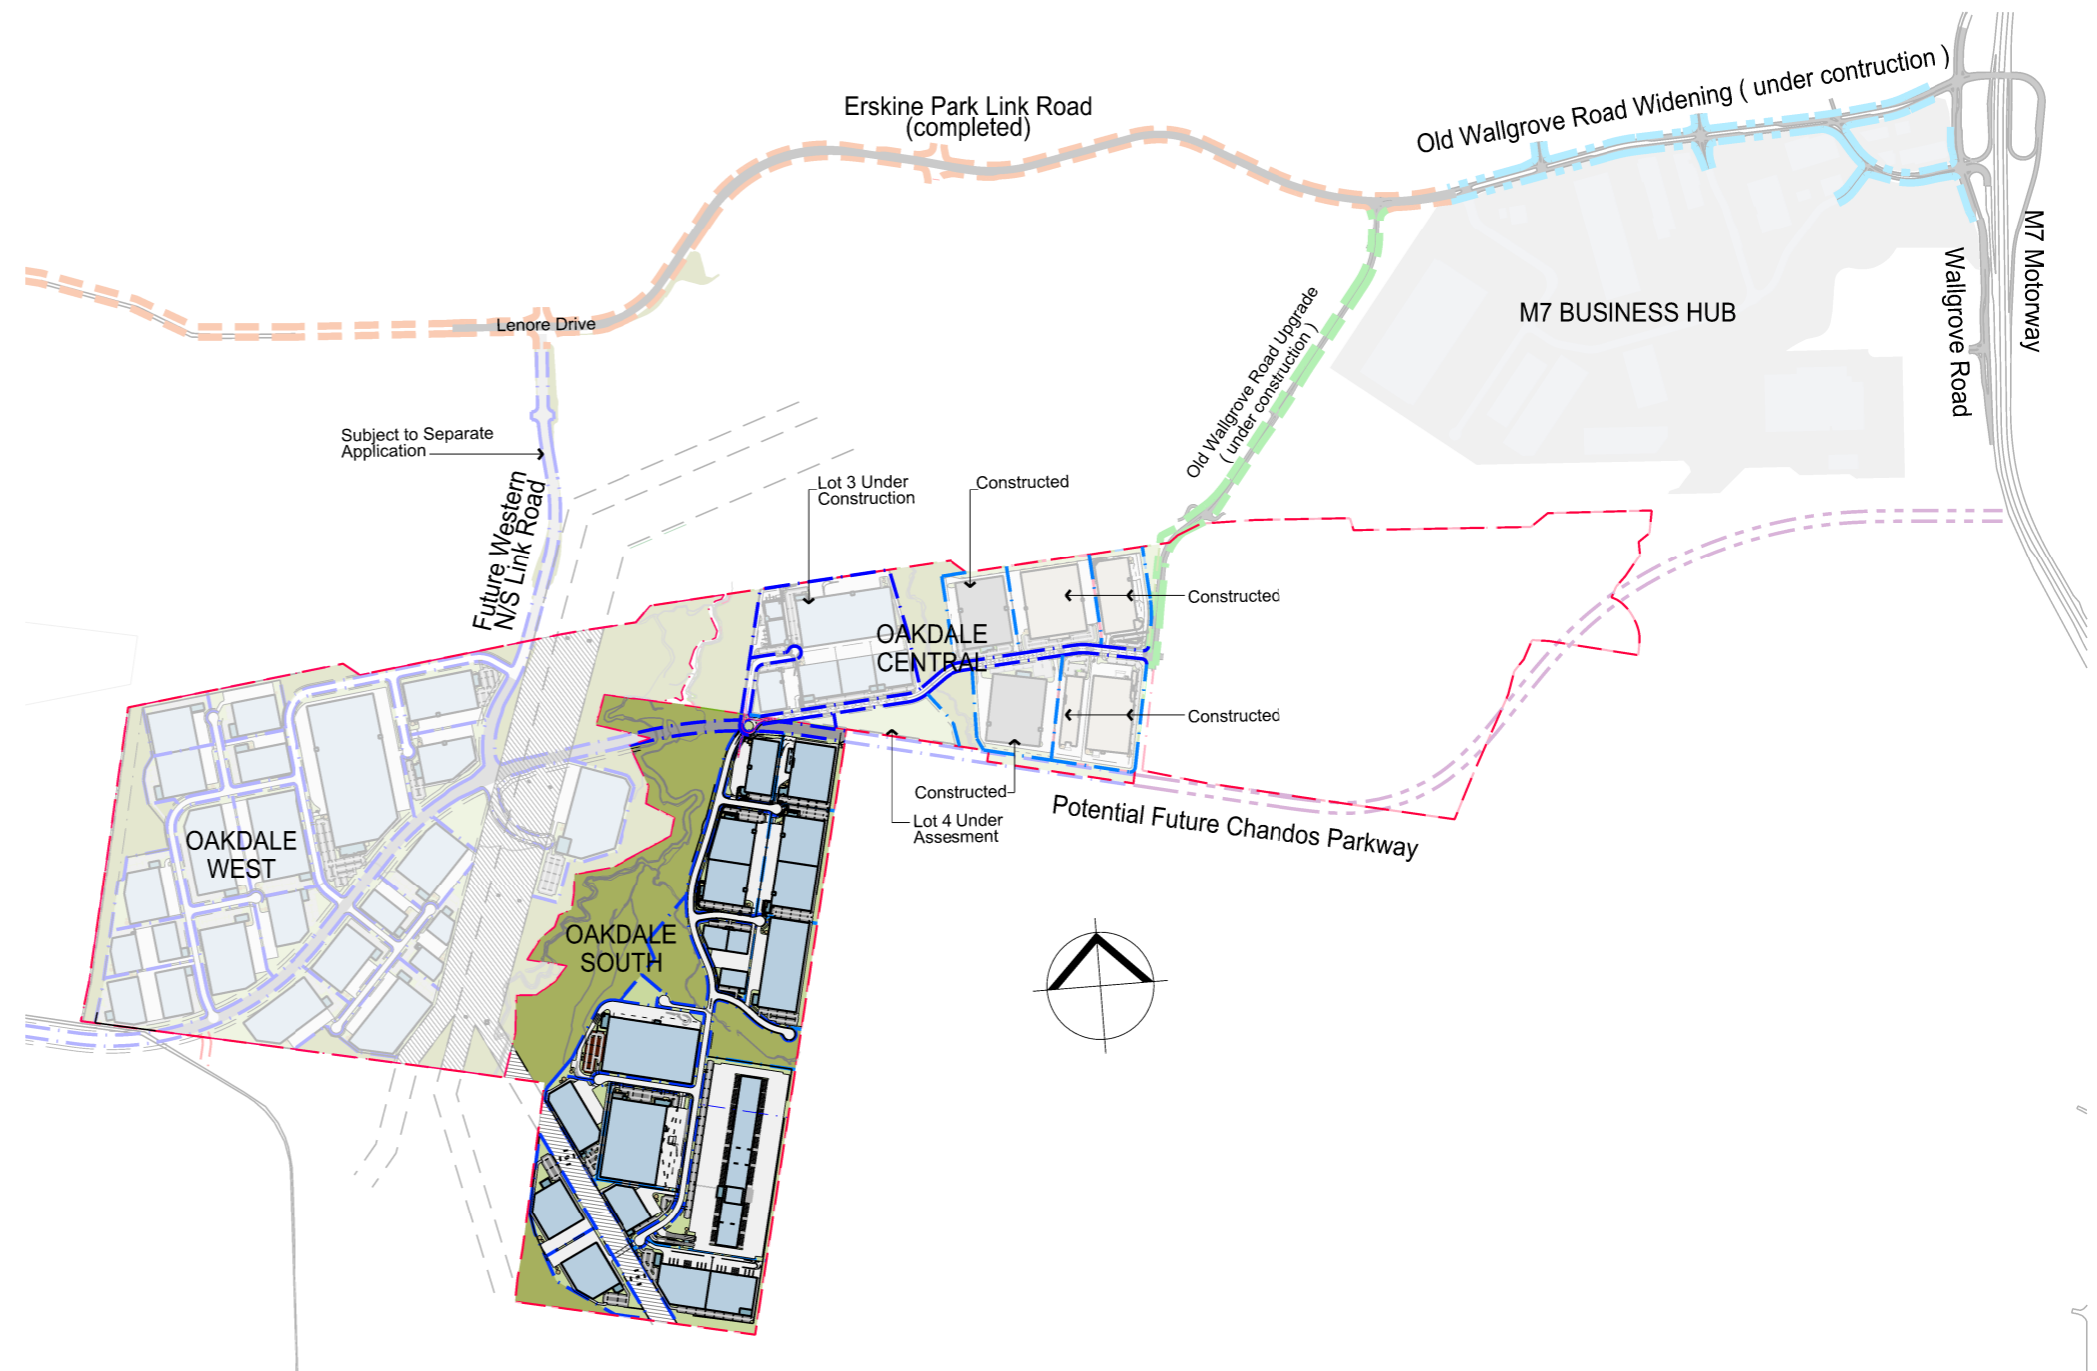 Erskine Park Link Road
(completed)
Old Wallgrove Road Widening ( under contruction )
M7 Motorway
Wallgrove Road
M7 BUSINESS HUB
Lenore Drive
Old Wallgrove Road Upgrade
( under construction )
Subject to Separate
Application
Future Western
N/S Link Road
Lot 3 Under
Construction
Constructed
Constructed
OAKDALE
CENTRAL
Constructed
Constructed
Lot 4 Under
Assesment
Potential Future Chandos Parkway
OAKDALE
WEST
OAKDALE
SOUTH